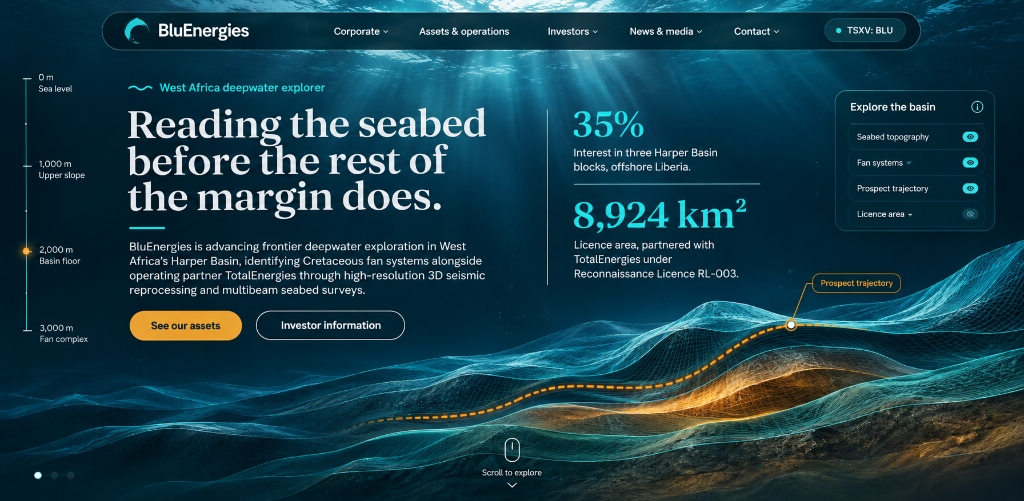 BluEnergies
Corporate
Assets & operations
Investors
News & media
Contact
TSXV: BLU
0 m
Sea level
1,000 m
Upper slope
2,000 m
Basin floor
3,000 m
Fan complex
West Africa deepwater explorer
Reading the seabed
before the rest of
the margin does.
BluEnergies is advancing frontier deepwater exploration in West
Africa's Harper Basin, identifying Cretaceous fan systems alongside
operating partner TotalEnergies through high-resolution 3D seismic
reprocessing and multibeam seabed surveys.
See our assets
Investor information
35%
Interest in three Harper Basin
blocks, offshore Liberia.
8,924 km²
Licence area, partnered with
TotalEnergies under
Reconnaissance Licence RL-003.
Explore the basin
Seabed topography
Fan systems
Prospect trajectory
Licence area
Prospect trajectory
Scroll to explore